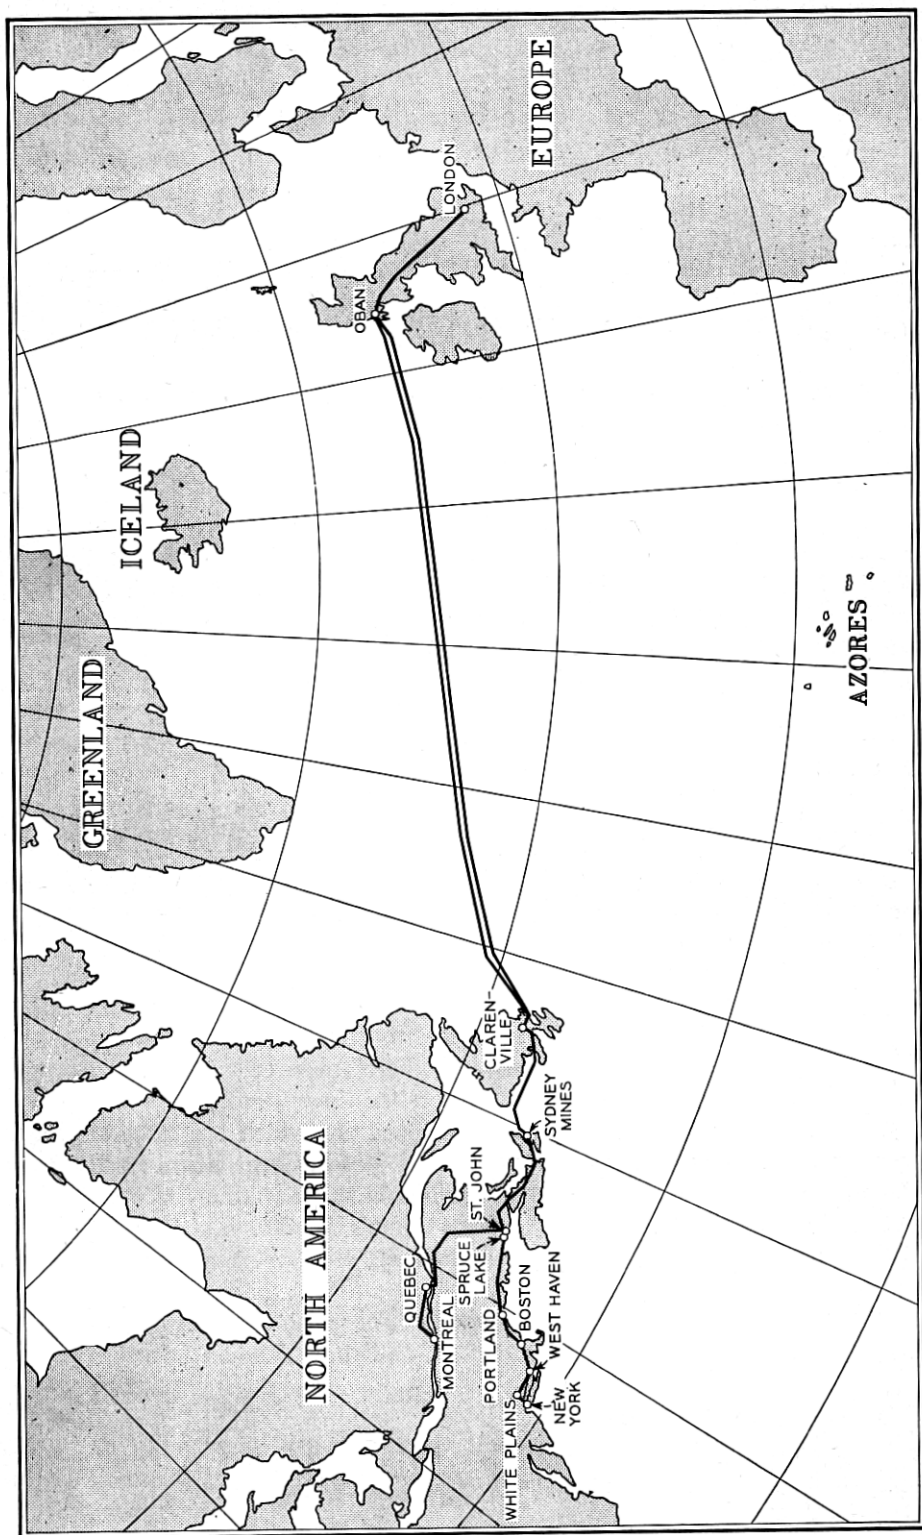 NORTH AMERICA
GREENLAND
ICELAND
EUROPE
AZORES
WHITE PLAINS
NEW
YORK
WEST HAVEN
BOSTON
PORTLAND
MONTREAL
QUEBEC
SPRUCE
LAKE
ST. JOHN
SYDNEY
MINES
CLAREN-
VILLE
OBAN
LONDON